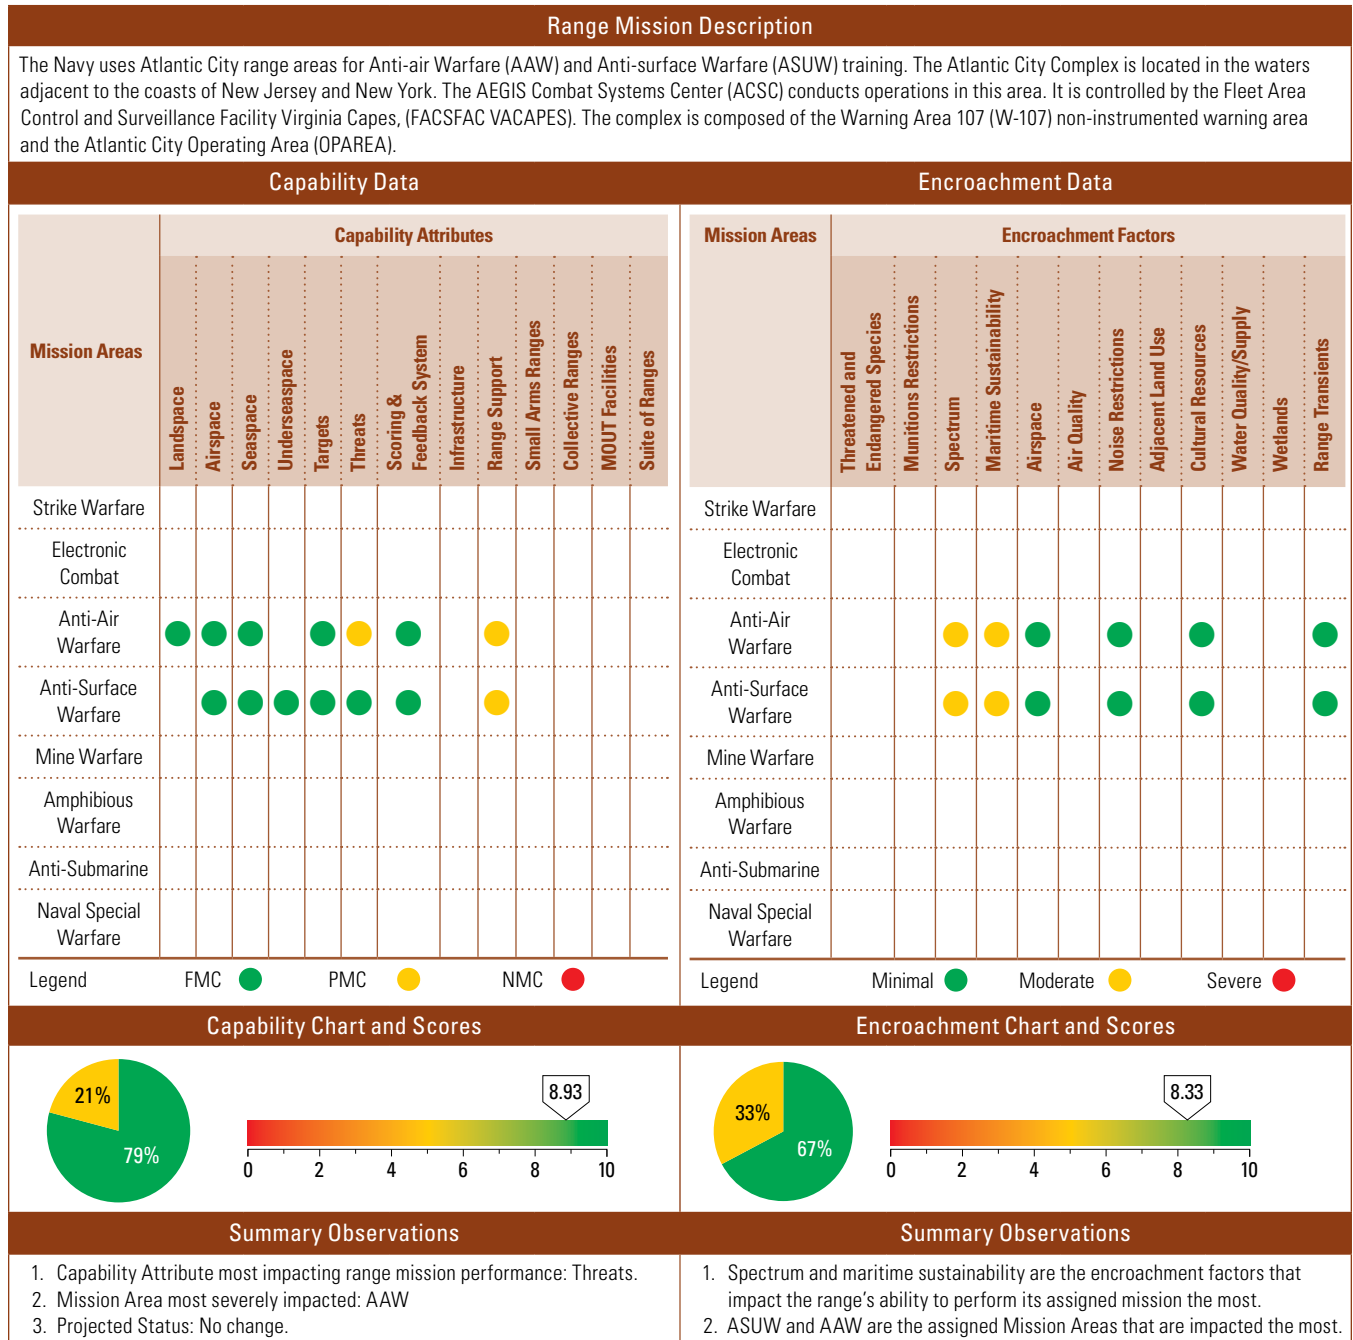 Range Mission Description
The Navy uses Atlantic City range areas for Anti-air Warfare (AAW) and Anti-surface Warfare (ASUW) training. The Atlantic City Complex is located in the waters
adjacent to the coasts of New Jersey and New York. The AEGIS Combat Systems Center (ACSC) conducts operations in this area. It is controlled by the Fleet Area
Control and Surveillance Facility Virginia Capes, (FACSFAC VACAPES). The complex is composed of the Warning Area 107 (W-107) non-instrumented warning area
and the Atlantic City Operating Area (OPAREA).
Capability Data
Mission Areas
Capability Attributes
Landspace
Airspace
Seaspace
Underseaspace
Targets
Threats
Scoring &
Feedback System
Infrastructure
Range Support
Small Arms Ranges
Collective Ranges
MOUT Facilities
Suite of Ranges
Strike Warfare
Electronic
Combat
Anti-Air
Warfare
Anti-Surface
Warfare
Mine Warfare
Amphibious
Warfare
Anti-Submarine
Naval Special
Warfare
Legend FMC PMC NMC
Encroachment Data
Mission Areas
Encroachment Factors
Threatened and
Endangered Species
Munitions Restrictions
Spectrum
Maritime Sustainability
Airspace
Air Quality
Noise Restrictions
Adjacent Land Use
Cultural Resources
Water Quality/Supply
Wetlands
Range Transients
Strike Warfare
Electronic
Combat
Anti-Air
Warfare
Anti-Surface
Warfare
Mine Warfare
Amphibious
Warfare
Anti-Submarine
Naval Special
Warfare
Legend Minimal Moderate Severe
Capability Chart and Scores
21%
79%
8.93
0 2 4 6 8 10
Encroachment Chart and Scores
33%
67%
8.33
0 2 4 6 8 10
Summary Observations
1. Capability Attribute most impacting range mission performance: Threats.
2. Mission Area most severely impacted: AAW
3. Projected Status: No change.
Summary Observations
1. Spectrum and maritime sustainability are the encroachment factors that
impact the range's ability to perform its assigned mission the most.
2. ASUW and AAW are the assigned Mission Areas that are impacted the most.